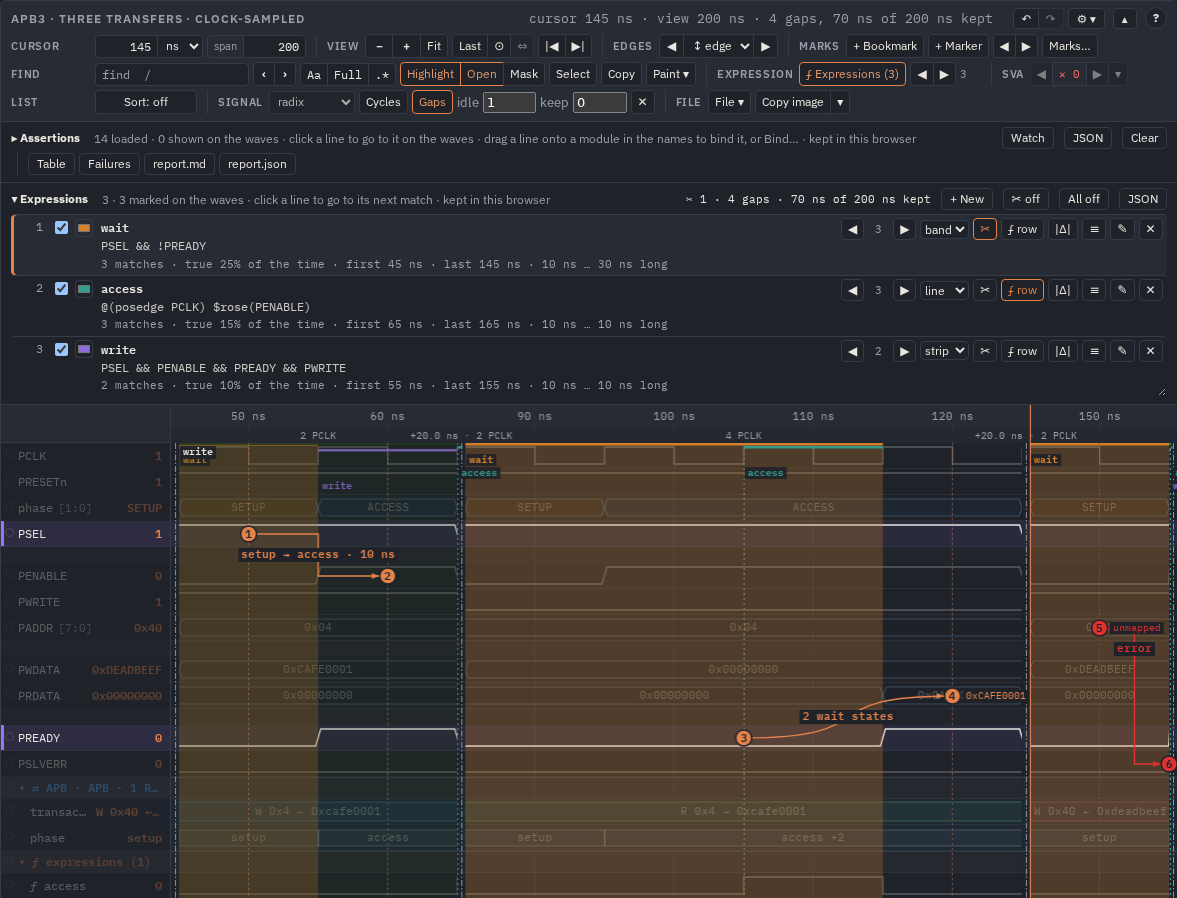 APB3 · THREE TRANSFERS · CLOCK-SAMPLED
cursor 145 ns · view 200 ns · 4 gaps, 70 ns of 200 ns kept
CURSOR 145 ns span 200 VIEW − + Fit Last EDGES ◀ ↕ edge ▶ MARKS + Bookmark + Marker ◀ ▶ Marks…
FIND find / ‹ › Aa Full .* Highlight Open Mask Select Copy Paint ▾ EXPRESSION ƒ Expressions (3) ◀ ▶ 3 SVA ◀ × 0 ▶ ▾
LIST Sort: off SIGNAL radix Cycles Gaps idle 1 keep 0 ✕ FILE File ▾ Copy image ▾
▸ Assertions 14 loaded · 0 shown on the waves · click a line to go to it on the waves · drag a line onto a module in the names to bind it, or Bind… · kept in this browser Watch JSON Clear
Table Failures report.md report.json
▾ Expressions 3 · 3 marked on the waves · click a line to go to its next match · kept in this browser ✂ 1 · 4 gaps · 70 ns of 200 ns kept + New ✂ off All off JSON
1 wait ◀ 3 ▶ band ✂ ƒ row |Δ| ≡ ✎ ✕
PSEL && !PREADY
3 matches · true 25% of the time · first 45 ns · last 145 ns · 10 ns … 30 ns long
2 access ◀ 3 ▶ line ✂ ƒ row |Δ| ≡ ✎ ✕
@(posedge PCLK) $rose(PENABLE)
3 matches · true 15% of the time · first 65 ns · last 165 ns · 10 ns … 10 ns long
3 write ◀ 2 ▶ strip ✂ ƒ row |Δ| ≡ ✎ ✕
PSEL && PENABLE && PREADY && PWRITE
2 matches · true 10% of the time · first 55 ns · last 155 ns · 10 ns … 10 ns long
50 ns 60 ns 90 ns 100 ns 110 ns 120 ns 150 ns
2 PCLK +20.0 ns · 2 PCLK 4 PCLK +20.0 ns · 2 PCLK
write
PCLK 1 wait wait wait
access access
PRESETn 1 write
phase [1:0] SETUP SETUP ACCESS SETUP ACCESS SETUP
PSEL 1 1
setup → access · 10 ns
PENABLE 0 2
PWRITE 1
PADDR [7:0] 0x40 0x04 0x04 5 unmapped
error
PWDATA 0xDEADBEEF 0xCAFE0001 0x00000000 0xDEADBEEF
PRDATA 0x00000000 0x00000000 0x00000000 4 0xCAFE0001 0x00000000
2 wait states
PREADY 0 3
PSLVERR 0 6
▾ ⇄ APB · APB · 1 R…
transac… W 0x40 ←… W 0x4 ← 0xcafe0001 R 0x4 → 0xcafe0001 W 0x40 ← 0xdeadbeef
phase setup setup access setup access +2 setup
▾ ƒ expressions (1)
ƒ access 0